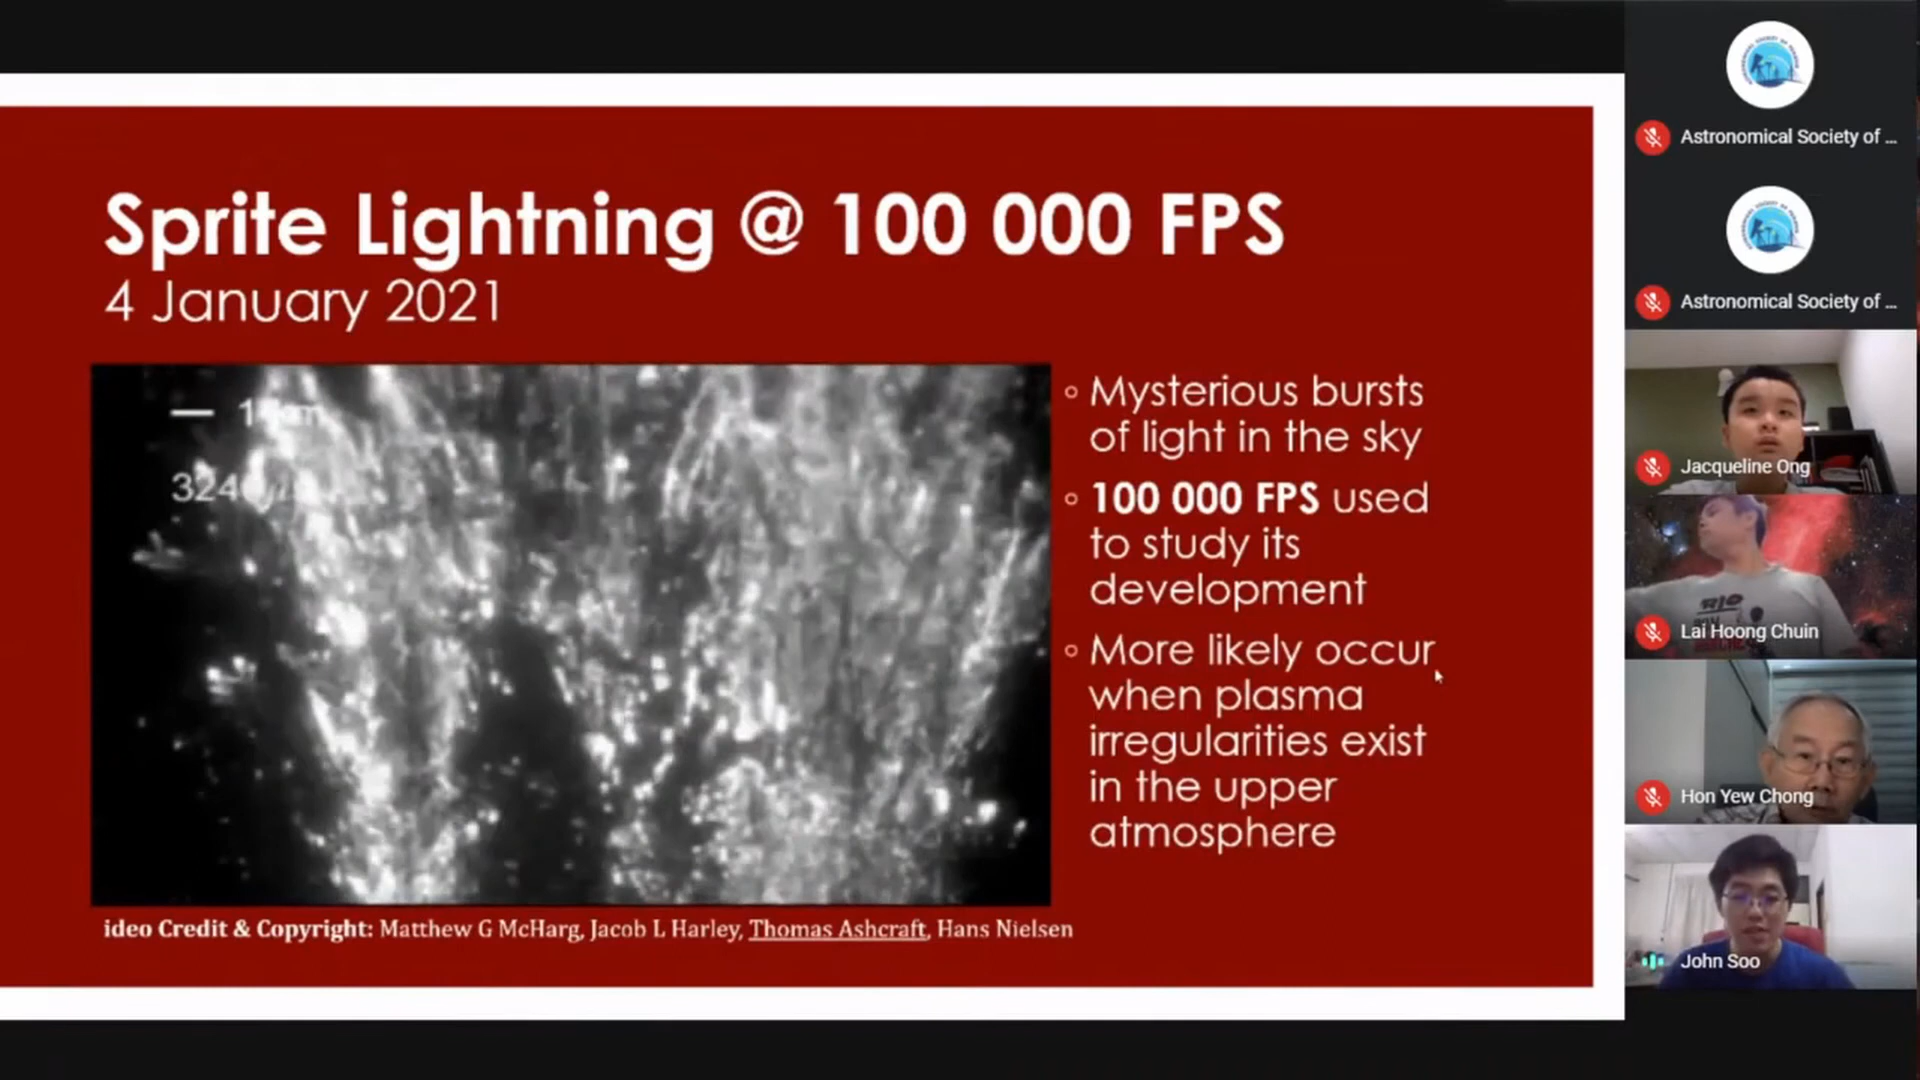 Sprite Lightning @ 100 000 FPS
4 January 2021
Mysterious bursts
of light in the sky
100 000 FPS used
to study its
development
More likely occur
when plasma
irregularities exist
in the upper
atmosphere
ideo Credit & Copyright: Matthew G McHarg, Jacob L Harley, Thomas Ashcraft, Hans Nielsen
Astronomical Society of ...
Astronomical Society of ...
Jacqueline Ong
Lai Hoong Chuin
Hon Yew Chong
John Soo